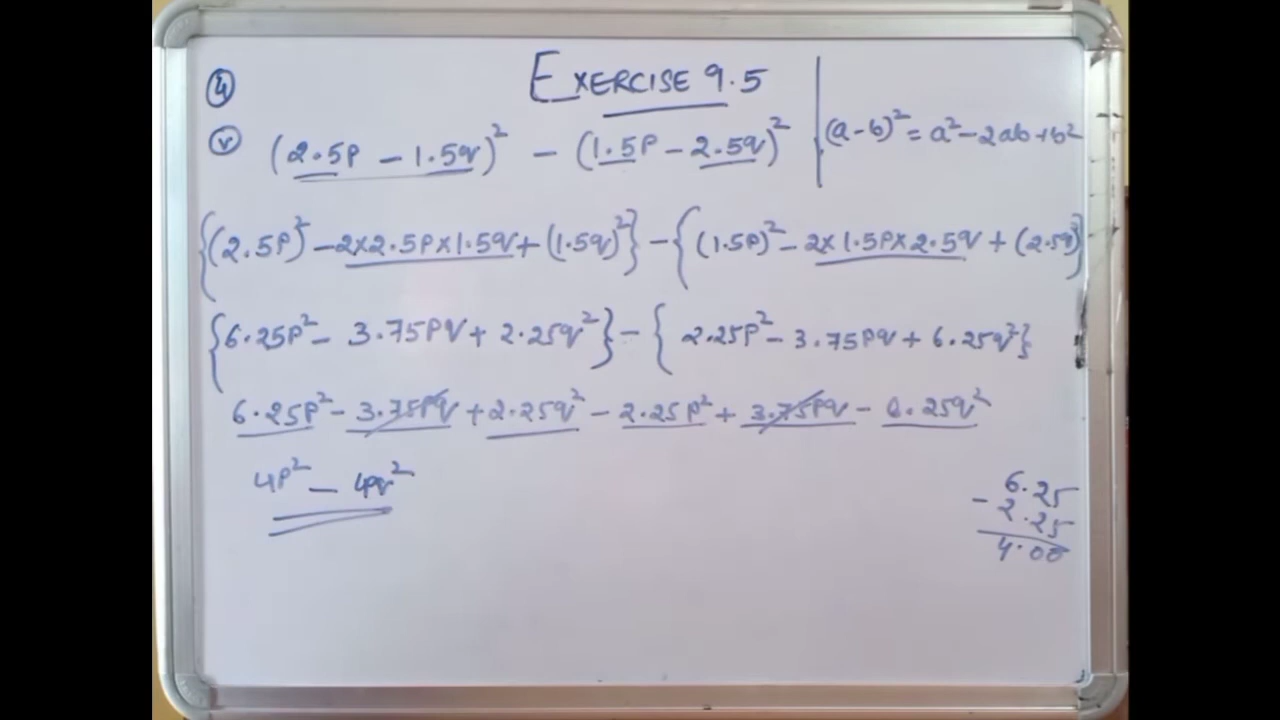 EXERCISE 9.5
④
ⓥ (2.5p - 1.5q)² - (1.5p - 2.5q)² (a-b)² = a² - 2ab + b²
{(2.5p)² - 2×2.5p×1.5q + (1.5q)²} - {(1.5p)² - 2×1.5p×2.5q + (2.5q)}
{6.25p² - 3.75pq + 2.25q²} - {2.25p² - 3.75pq + 6.25q²}
6.25p² - 3.75pq + 2.25q² - 2.25p² + 3.75pq - 6.25q²
4p² - 4q²
6.25
- 2.25
4.00